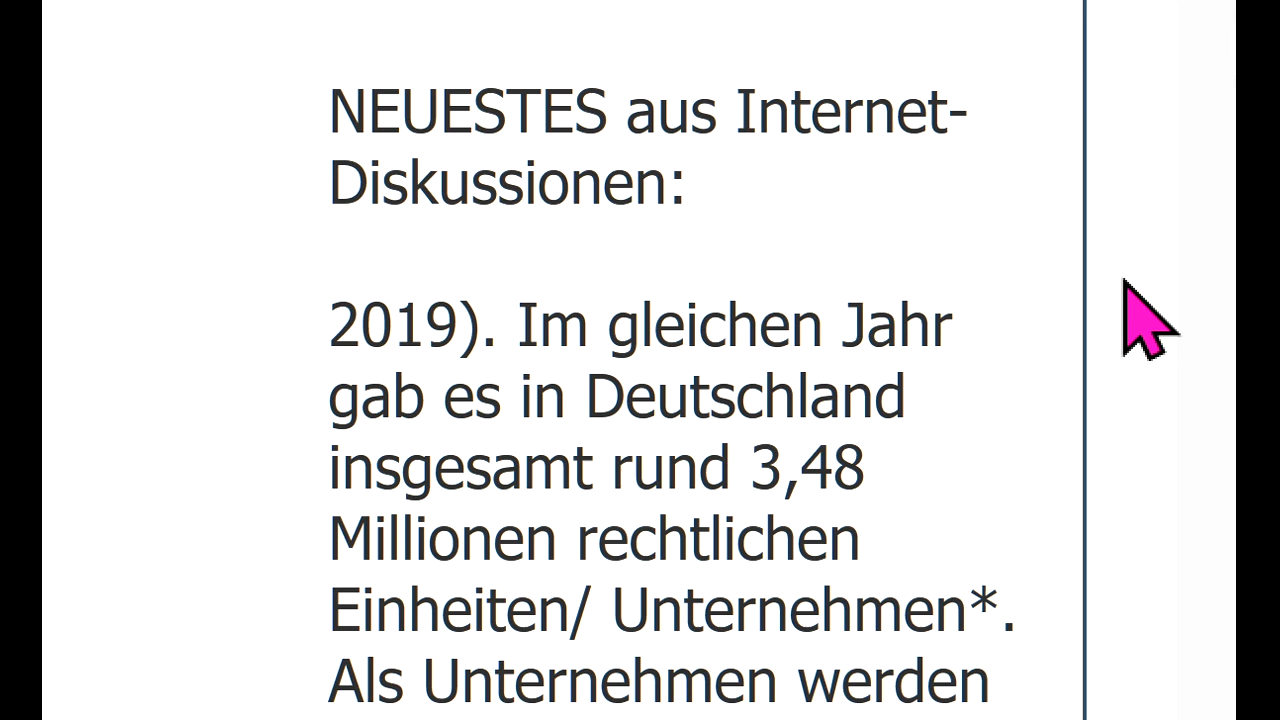 NEUESTES aus Internet-
Diskussionen:
2019). Im gleichen Jahr
gab es in Deutschland
insgesamt rund 3,48
Millionen rechtlichen
Einheiten/ Unternehmen*.
Als Unternehmen werden